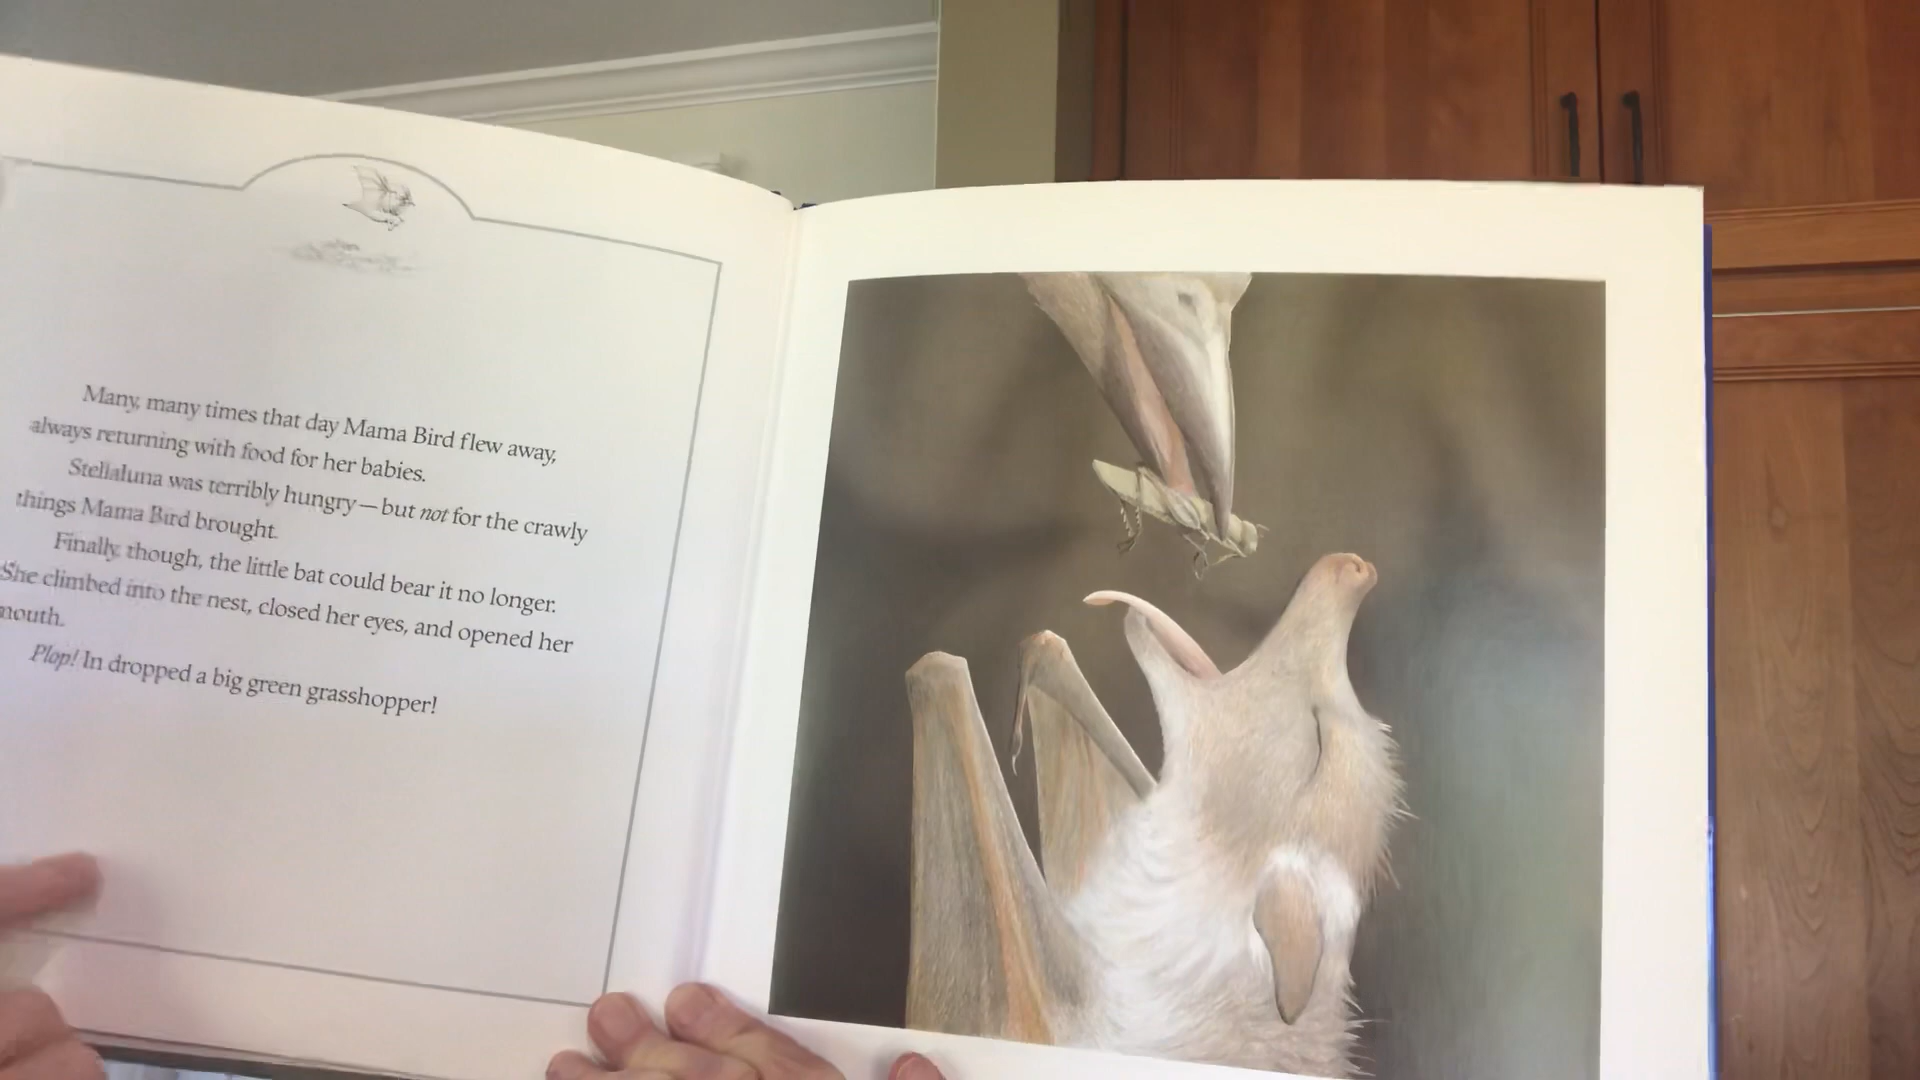 Many, many times that day Mama Bird flew away,
always returning with food for her babies.
Stellaluna was terribly hungry—but not for the crawly
things Mama Bird brought.
Finally, though, the little bat could bear it no longer.
She climbed into the nest, closed her eyes, and opened her
mouth.
Plop! In dropped a big green grasshopper!